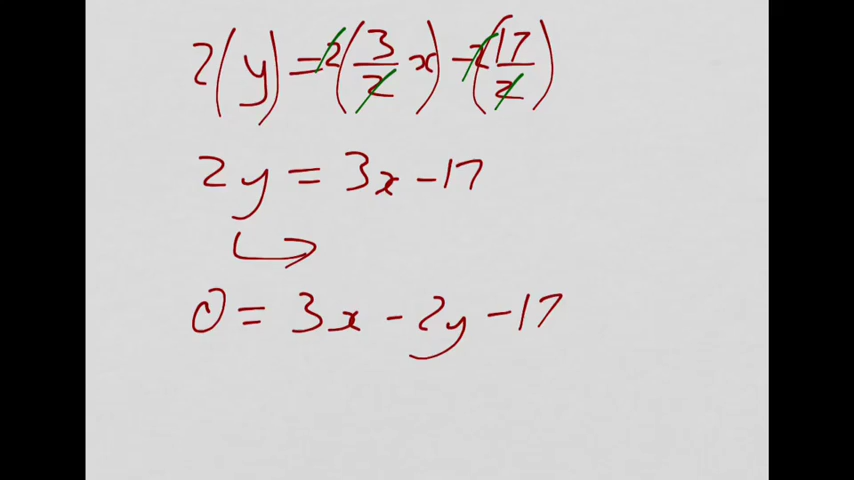 2(y) = 2(3/2 x) - 2(17/2)
2y = 3x - 17
0 = 3x - 2y - 17